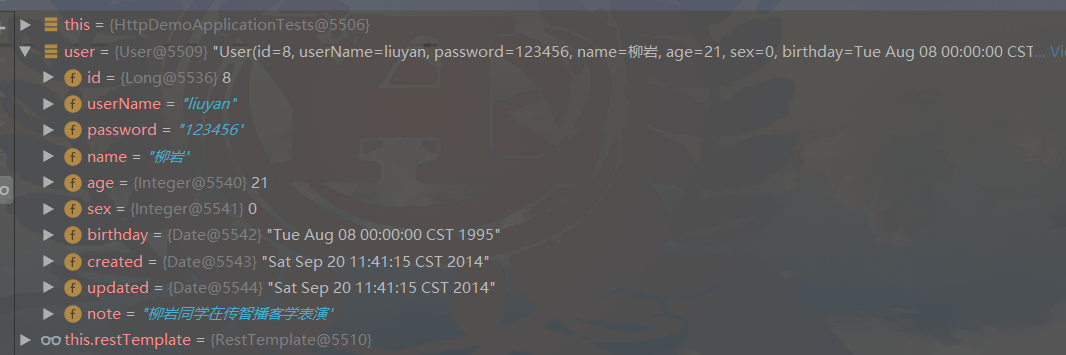 this = {HttpDemoApplicationTests@5506}
user = {User@5509} "User(id=8, userName=liuyan, password=123456, name=柳岩, age=21, sex=0, birthday=Tue Aug 08 00:00:00 CST... Vie
f id = {Long@5536} 8
f userName = "liuyan"
f password = "123456"
f name = "柳岩"
f age = {Integer@5540} 21
f sex = {Integer@5541} 0
f birthday = {Date@5542} "Tue Aug 08 00:00:00 CST 1995"
f created = {Date@5543} "Sat Sep 20 11:41:15 CST 2014"
f updated = {Date@5544} "Sat Sep 20 11:41:15 CST 2014"
f note = "柳岩同学在传智播客学表演"
this.restTemplate = {RestTemplate@5510}